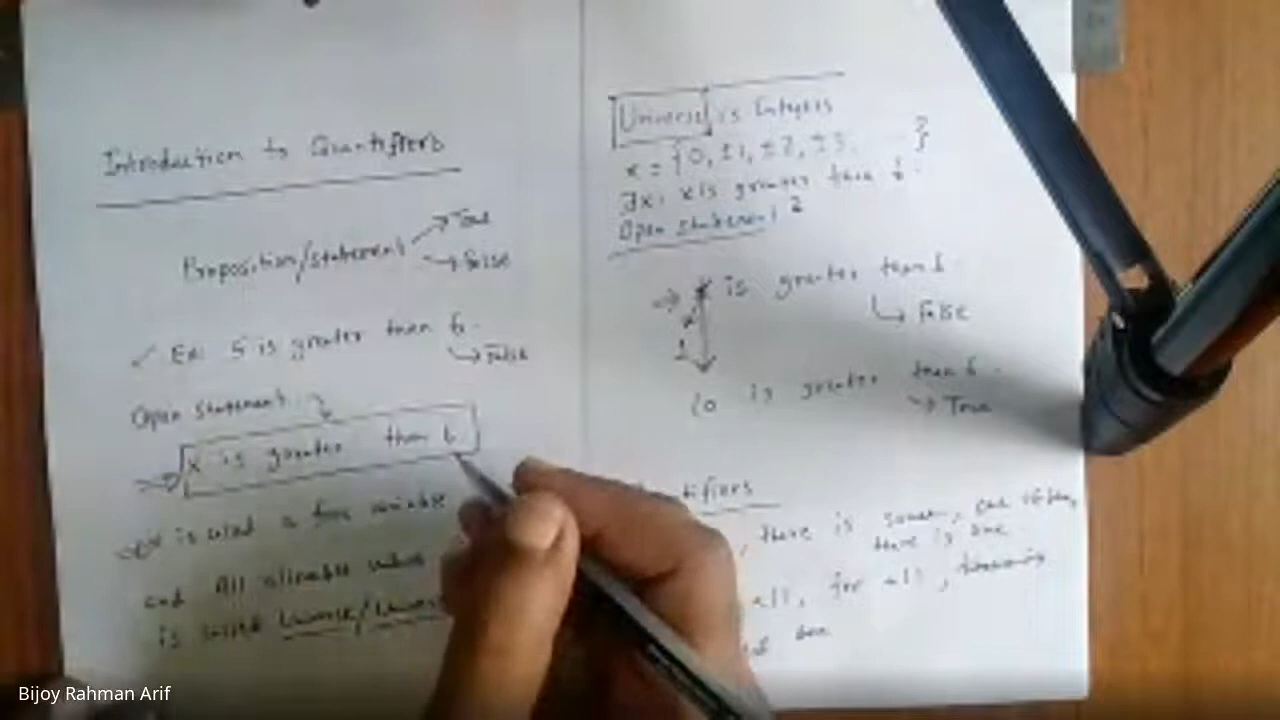 Introduction to Quantifiers
Proposition/statement
True
False
Ex: 5 is greater than 6.
False
Open statement
x is greater than 6
x is called a free variable
and All allowable values
is called Universe/
Universe is Integers
x = {0, ±1, ±2, ±3, ... }
∃x: x is greater than 6.
Open statement 2
x is greater than 6
False
10 is greater than 6.
True
there is some,
there is one
all, for all,
Bijoy Rahman Arif